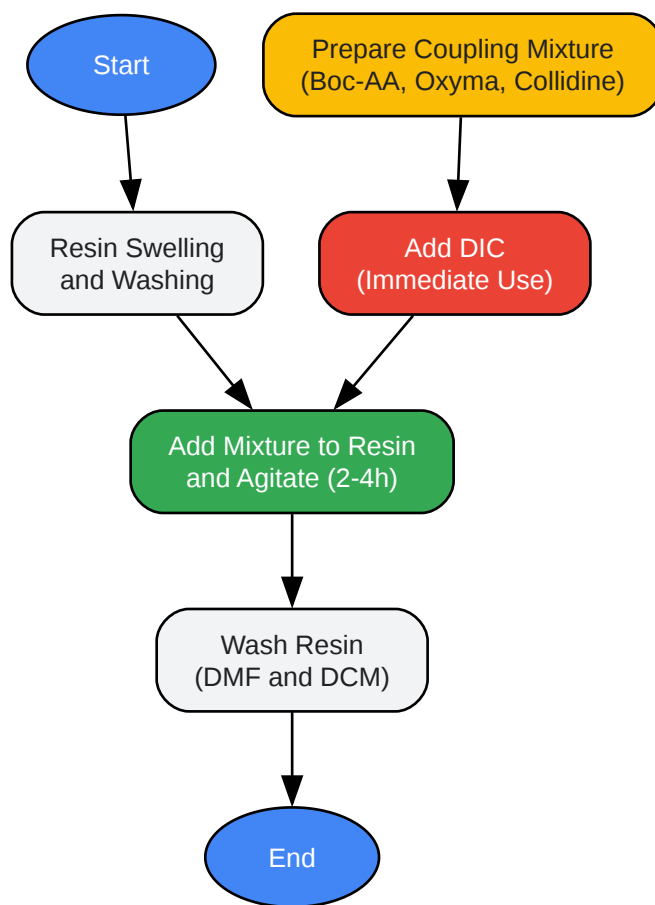 Start
Prepare Coupling Mixture
(Boc-AA, Oxyma, Collidine)
Resin Swelling
and Washing
Add DIC
(Immediate Use)
Add Mixture to Resin
and Agitate (2-4h)
Wash Resin
(DMF and DCM)
End